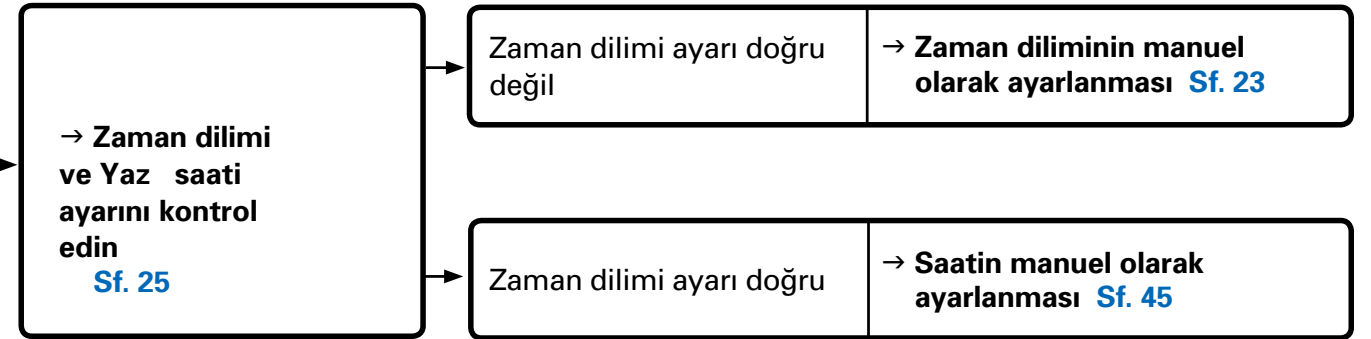 → Zaman dilimi
ve Yaz saati
ayarını kontrol
edin
Sf. 25
Zaman dilimi ayarı doğru
değil
→ Zaman diliminin manuel
olarak ayarlanması Sf. 23
Zaman dilimi ayarı doğru
→ Saatin manuel olarak
ayarlanması Sf. 45